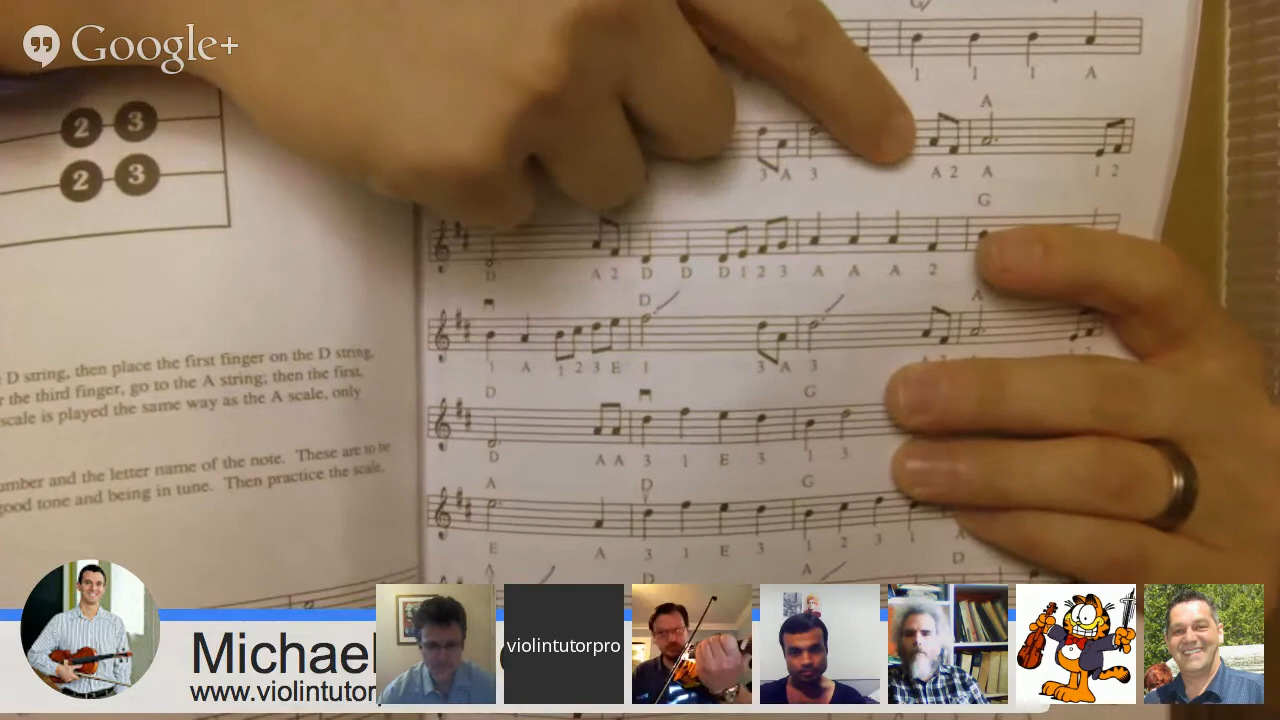 Google+
G
1 1 1 A
2 3
A
3 A 3 A 2 A 1 2
2 3
G
D A 2 D D D 1 2 3 A A A 2
D A
1 A 1 2 3 E 1 3 A 3
D string, then place the first finger on the D string,
the third finger, go to the A string; then the first,
scale is played the same way as the A scale, only
D G
D A A 3 1 E 3 1 3
number and the letter name of the note. These are to be
good tone and being in tune. Then practice the scale.
A D G
E A 3 1 E 3 1 2 3 1 A
A D A D
Michael
www.violintutor
violintutorpro